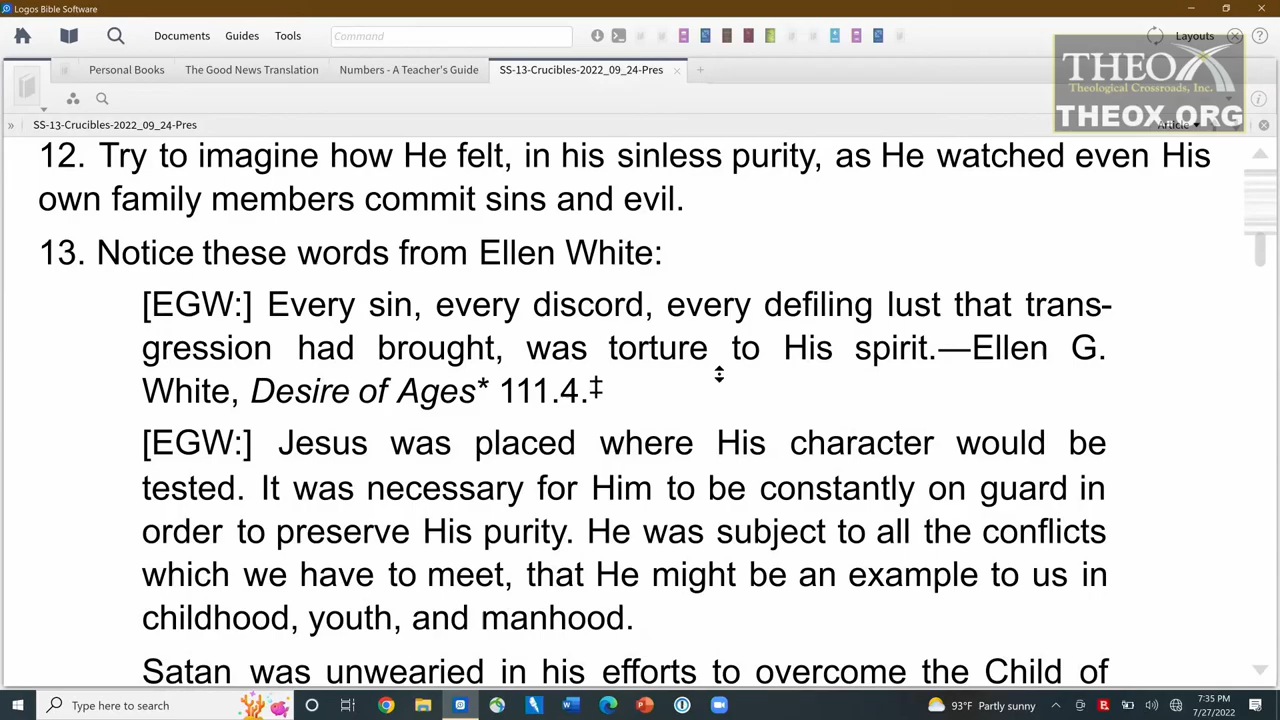 Logos Bible Software
Documents Guides Tools Command Layouts
Personal Books The Good News Translation Numbers - A Teacher's Guide SS-13-Crucibles-2022_09_24-Pres
THEOX
Theological Crossroads, Inc.
THEOX.ORG
SS-13-Crucibles-2022_09_24-Pres Article
12. Try to imagine how He felt, in his sinless purity, as He watched even His
own family members commit sins and evil.
13. Notice these words from Ellen White:
[EGW:] Every sin, every discord, every defiling lust that trans-
gression had brought, was torture to His spirit.—Ellen G.
White, Desire of Ages* 111.4.‡
[EGW:] Jesus was placed where His character would be
tested. It was necessary for Him to be constantly on guard in
order to preserve His purity. He was subject to all the conflicts
which we have to meet, that He might be an example to us in
childhood, youth, and manhood.
Satan was unwearied in his efforts to overcome the Child of
Type here to search 93°F Partly sunny 7:35 PM
7/27/2022